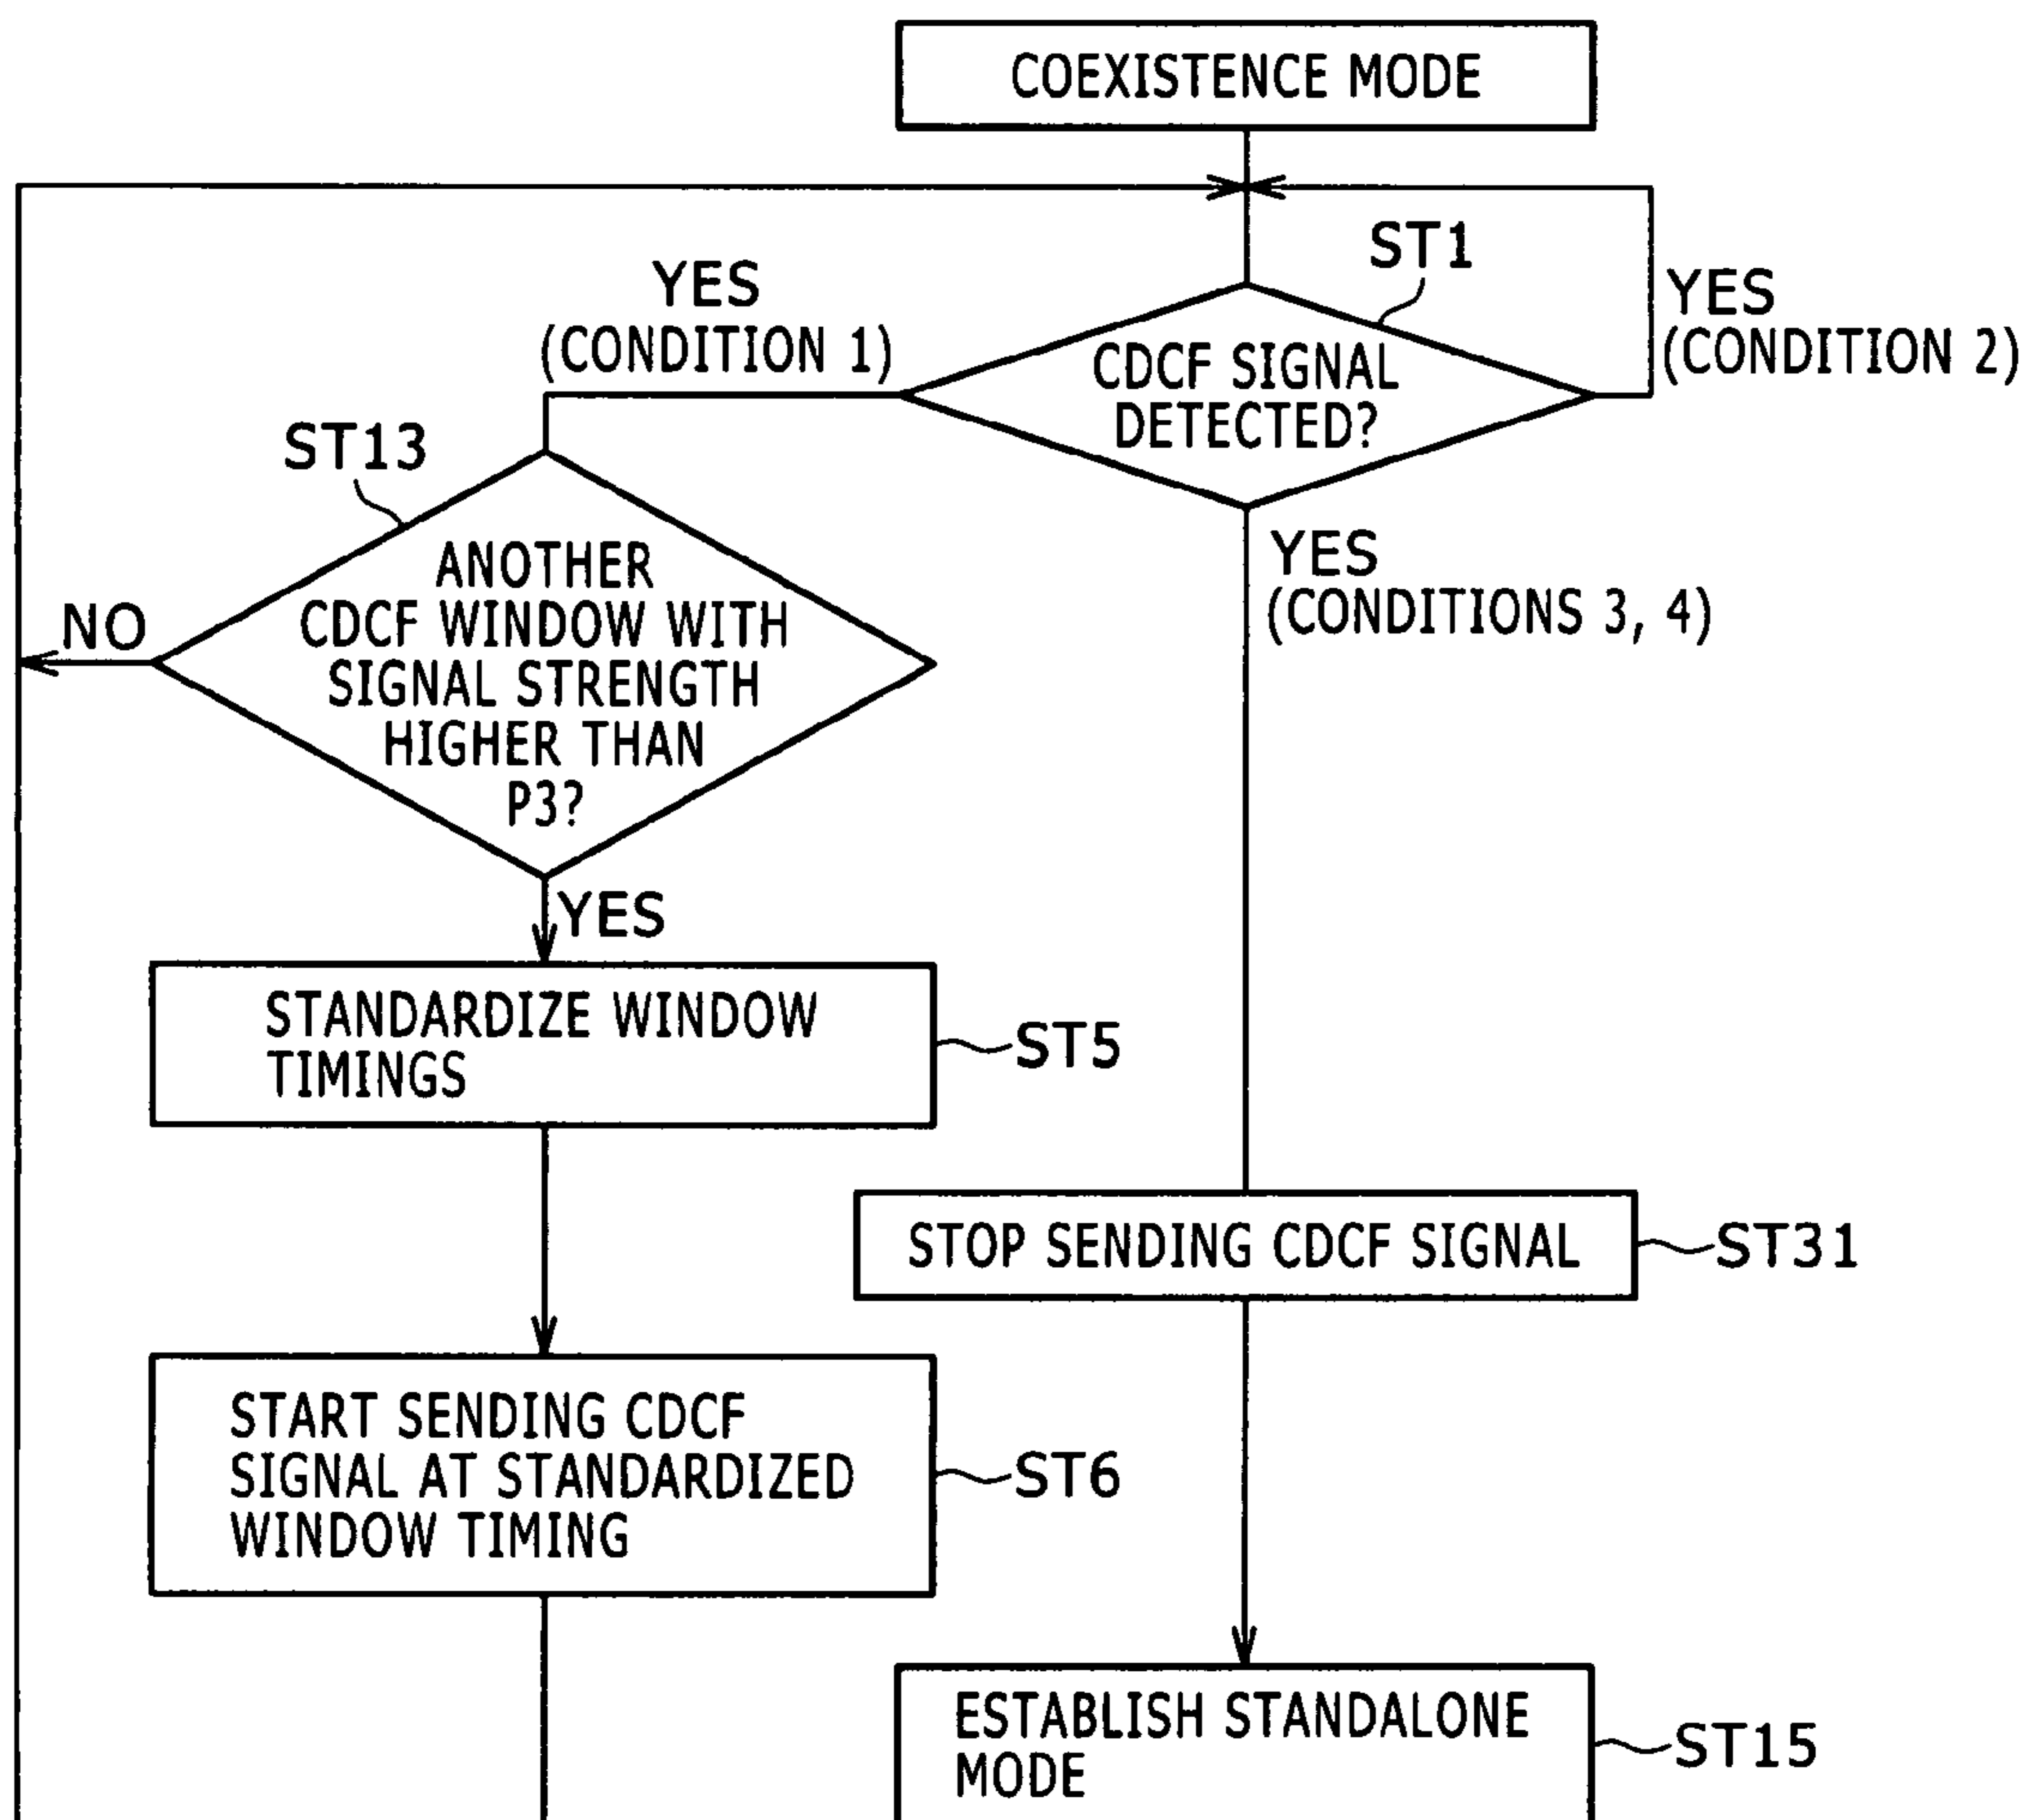 COEXISTENCE MODE
ST1
YES
(CONDITION 1)
YES
(CONDITION 2)
CDCF SIGNAL
DETECTED?
ST13
YES
(CONDITIONS 3, 4)
ANOTHER
CDCF WINDOW WITH
SIGNAL STRENGTH
HIGHER THAN
P3?
NO
YES
STANDARDIZE WINDOW
TIMINGS
ST5
STOP SENDING CDCF SIGNAL
ST31
START SENDING CDCF
SIGNAL AT STANDARDIZED
WINDOW TIMING
ST6
ESTABLISH STANDALONE
MODE
ST15